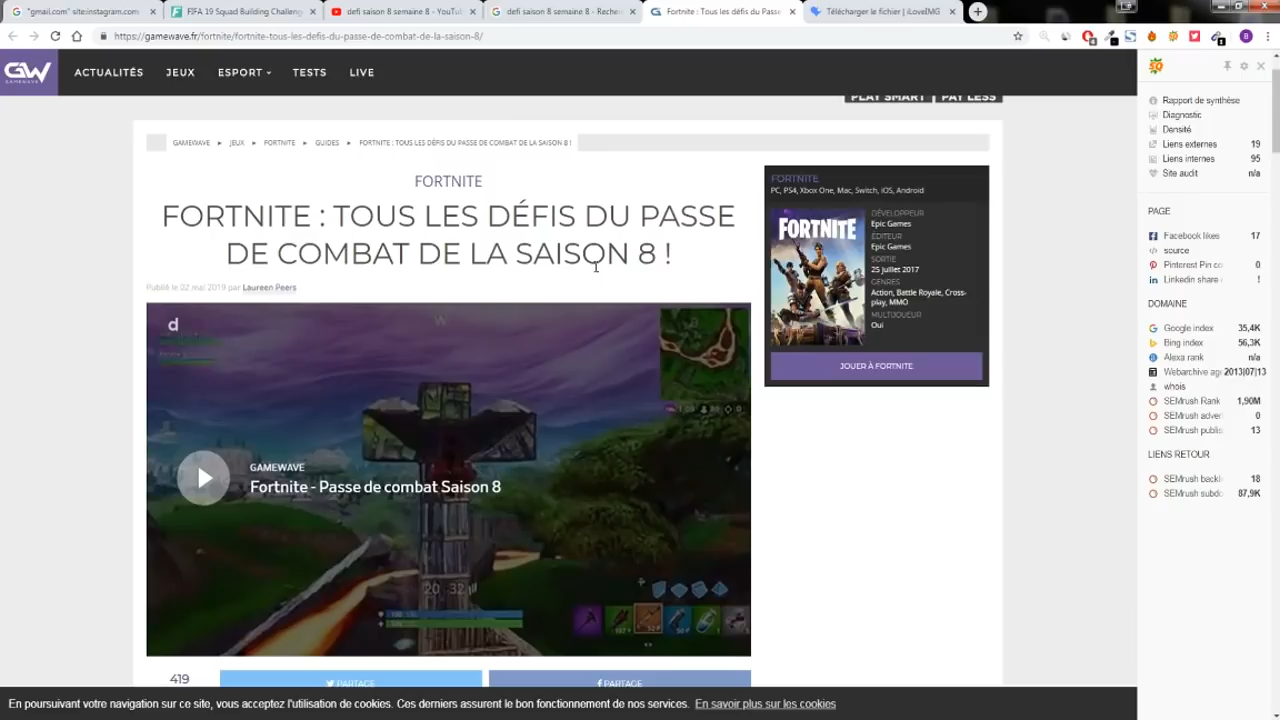 "gmail.com" site:instagram.com
FIFA 19 Squad Building Challeng
defi saison 8 semaine 8 - YouTu
defi saison 8 semaine 8 - Reche
Fortnite : Tous les défis du Passe
Télécharger le fichier | iLoveIMG
https://gamewave.fr/fortnite/fortnite-tous-les-defis-du-passe-de-combat-de-la-saison-8/
GW
GAMEWAVE
ACTUALITÉS
JEUX
ESPORT
TESTS
LIVE
PLAY SMART
PAY LESS
GAMEWAVE ► JEUX ► FORTNITE ► GUIDES ► FORTNITE : TOUS LES DÉFIS DU PASSE DE COMBAT DE LA SAISON 8 !
FORTNITE
FORTNITE : TOUS LES DÉFIS DU PASSE
DE COMBAT DE LA SAISON 8 !
Publié le 02 mai 2019 par Laureen Peers
d
W
GAMEWAVE
Fortnite - Passe de combat Saison 8
20 32
419
PARTAGE
PARTAGE
FORTNITE
PC, PS4, Xbox One, Mac, Switch, iOS, Android
FORTNITE
DÉVELOPPEUR
Epic Games
ÉDITEUR
Epic Games
SORTIE
25 juillet 2017
GENRES
Action, Battle Royale, Cross-
play, MMO
MULTIJOUEUR
Oui
JOUER À FORTNITE
SQ
Rapport de synthèse
Diagnostic
Densité
Liens externes 19
Liens internes 95
Site audit n/a
PAGE
Facebook likes 17
source
Pinterest Pin co 0
Linkedin share !
DOMAINE
Google index 35,4K
Bing index 56,3K
Alexa rank n/a
Webarchive age 2013|07|13
whois
SEMrush Rank 1,90M
SEMrush adver 0
SEMrush publis 13
LIENS RETOUR
SEMrush backl 18
SEMrush subdo 87,9K
En poursuivant votre navigation sur ce site, vous acceptez l'utilisation de cookies. Ces derniers assurent le bon fonctionnement de nos services. En savoir plus sur les cookies